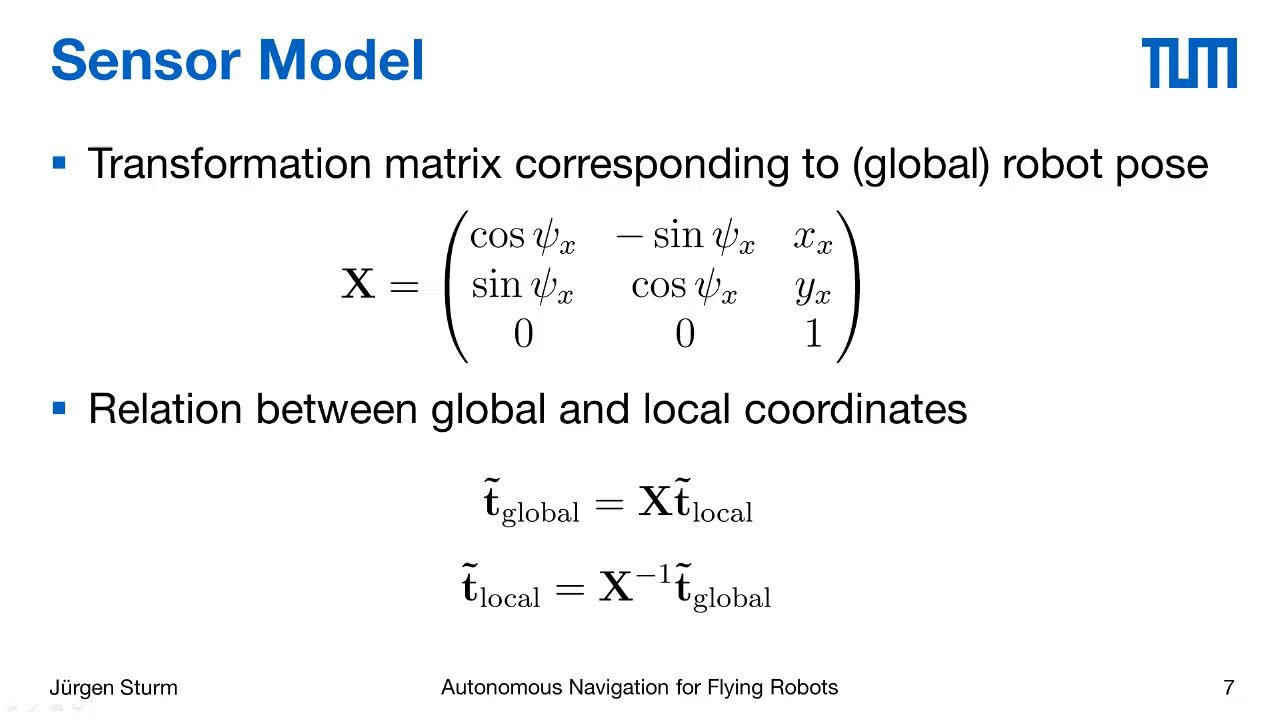 Sensor Model
TUM
Transformation matrix corresponding to (global) robot pose
X = ( cos ψ_x   − sin ψ_x   x_x
sin ψ_x   cos ψ_x   y_x
0   0   1 )
Relation between global and local coordinates
t̃_global = X t̃_local
t̃_local = X^{−1} t̃_global
Jürgen Sturm
Autonomous Navigation for Flying Robots
7